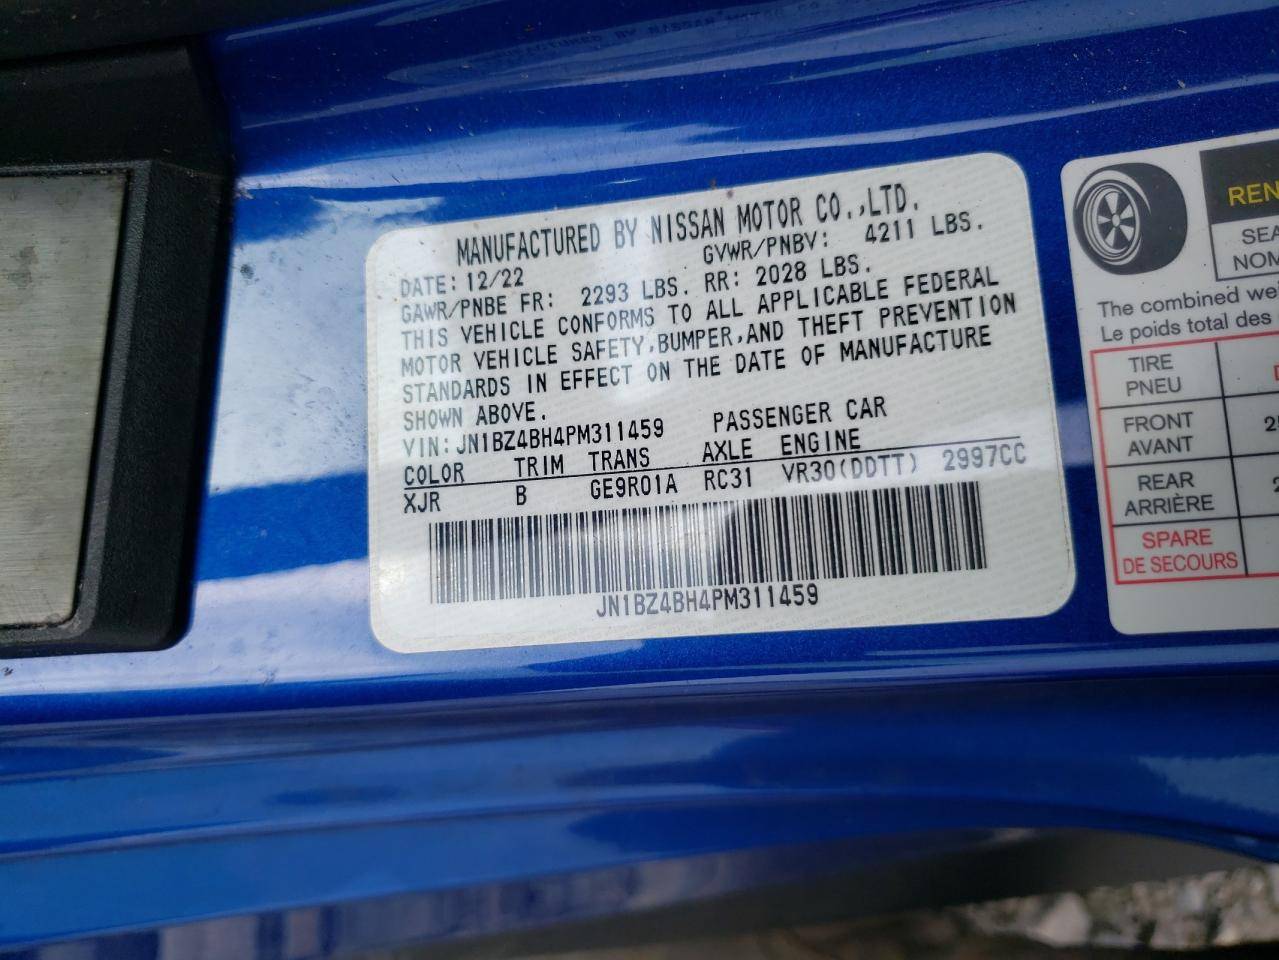 MANUFACTURED BY NISSAN MOTOR CO.,LTD.
DATE: 12/22 GVWR/PNBV: 4211 LBS.
GAWR/PNBE FR: 2293 LBS. RR: 2028 LBS.
THIS VEHICLE CONFORMS TO ALL APPLICABLE FEDERAL
MOTOR VEHICLE SAFETY,BUMPER,AND THEFT PREVENTION
STANDARDS IN EFFECT ON THE DATE OF MANUFACTURE
SHOWN ABOVE.
VIN: JN1BZ4BH4PM311459 PASSENGER CAR
COLOR TRIM TRANS AXLE ENGINE
XJR B GE9R01A RC31 VR30(DDTT) 2997CC
JN1BZ4BH4PM311459
The combined
Le poids total des
TIRE
PNEU
FRONT
AVANT
REAR
ARRIÈRE
SPARE
DE SECOURS